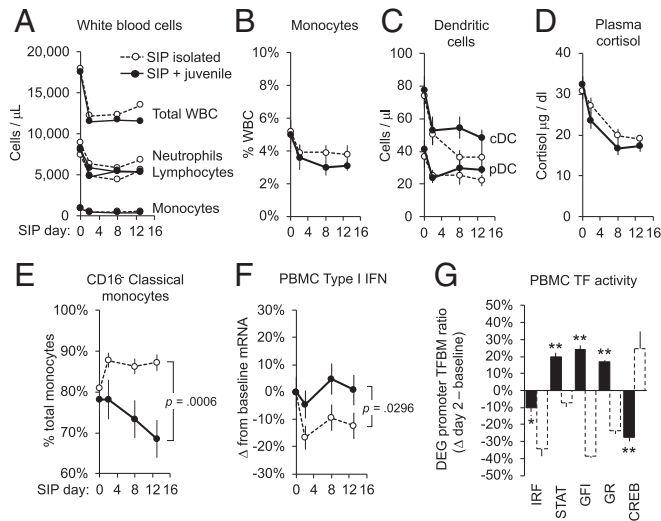 A
White blood cells
SIP isolated
SIP + juvenile
Cells / µL
20,000
15,000
10,000
5,000
0
Total WBC
Neutrophils
Lymphocytes
Monocytes
SIP day: 0 4 8 12 16
B
Monocytes
% WBC
10%
8%
6%
4%
2%
0%
0 4 8 12 16
C
Dendritic
cells
Cells / µl
100
80
60
40
20
0
cDC
pDC
0 4 8 12 16
D
Plasma
cortisol
Cortisol µg / dl
40
30
20
10
0
0 4 8 12 16
E
CD16- Classical
monocytes
% total monocytes
100%
90%
80%
70%
60%
p = .0006
SIP day: 0 4 8 12 16
F
PBMC Type I IFN
Δ from baseline mRNA
30%
20%
10%
0%
-10%
-20%
-30%
p = .0296
0 4 8 12 16
G
PBMC TF activity
DEG promoter TFBM ratio
(Δ day 2 – baseline)
50%
40%
30%
20%
10%
0%
-10%
-20%
-30%
-40%
-50%
*
**
**
**
**
IRF
STAT
GFI
GR
CREB